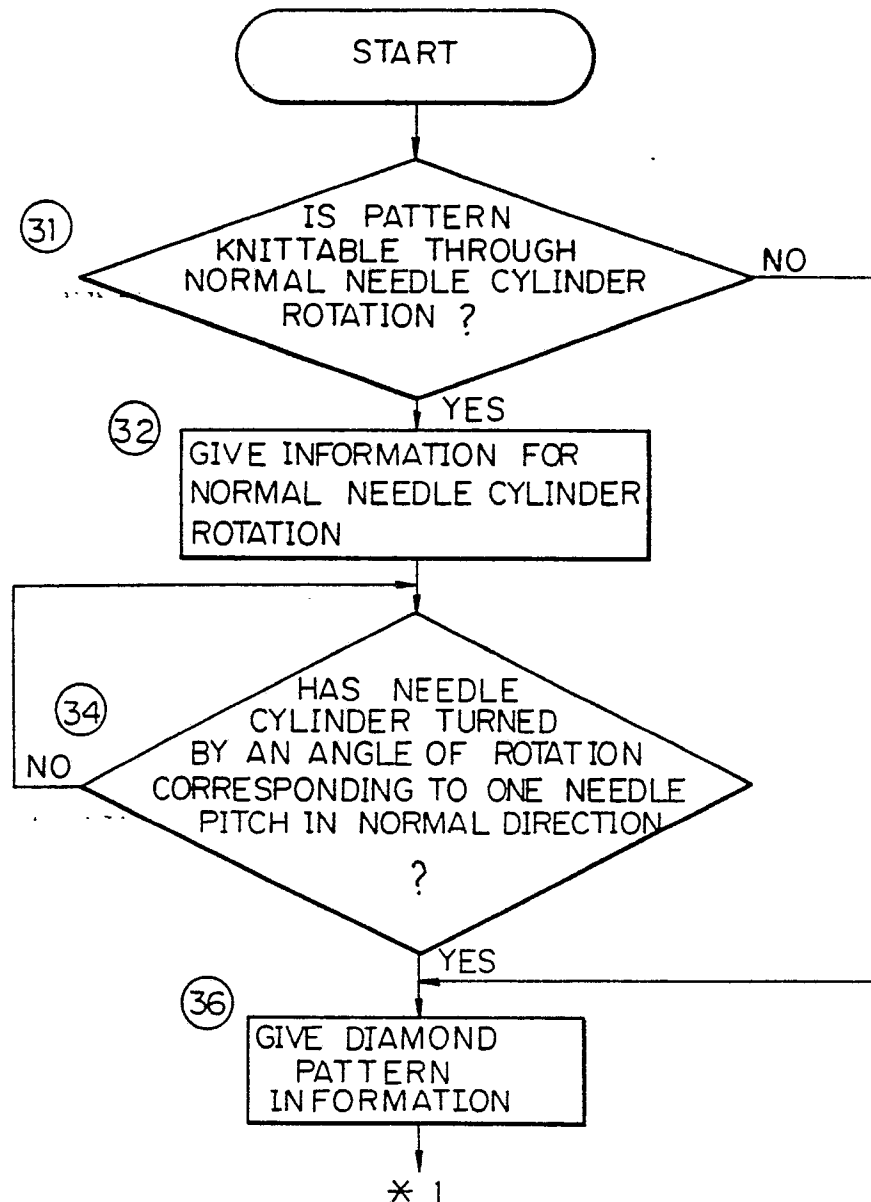 START
31
IS PATTERN
KNITTABLE THROUGH
NORMAL NEEDLE CYLINDER
ROTATION ?
NO
YES
32
GIVE INFORMATION FOR
NORMAL NEEDLE CYLINDER
ROTATION
34
HAS NEEDLE
CYLINDER TURNED
BY AN ANGLE OF ROTATION
CORRESPONDING TO ONE NEEDLE
PITCH IN NORMAL DIRECTION
?
NO
YES
36
GIVE DIAMOND
PATTERN
INFORMATION
* 1